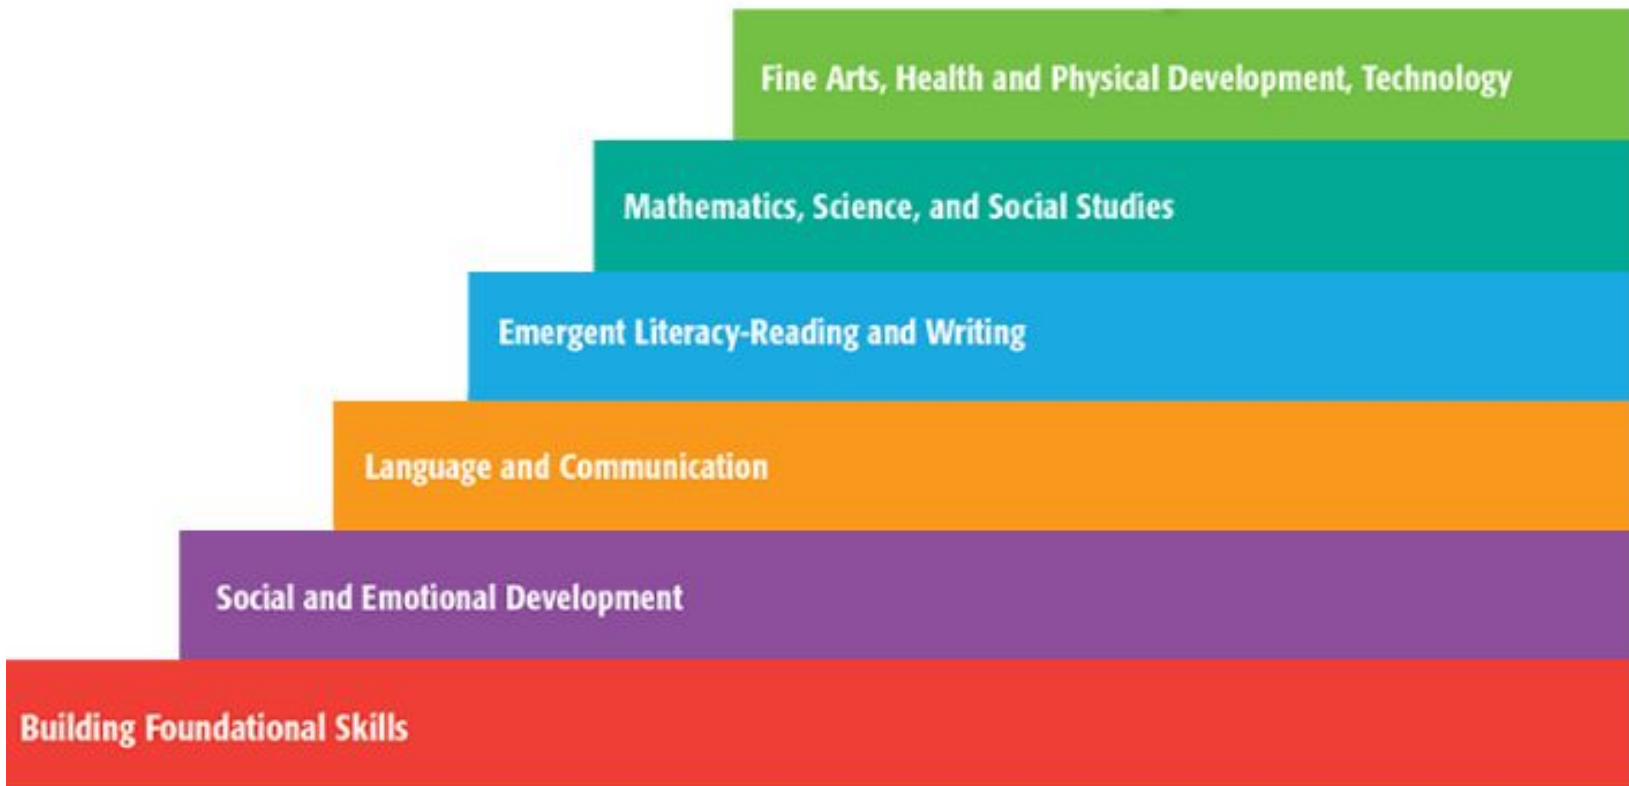 Fine Arts, Health and Physical Development, Technology
Mathematics, Science, and Social Studies
Emergent Literacy-Reading and Writing
Language and Communication
Social and Emotional Development
Building Foundational Skills